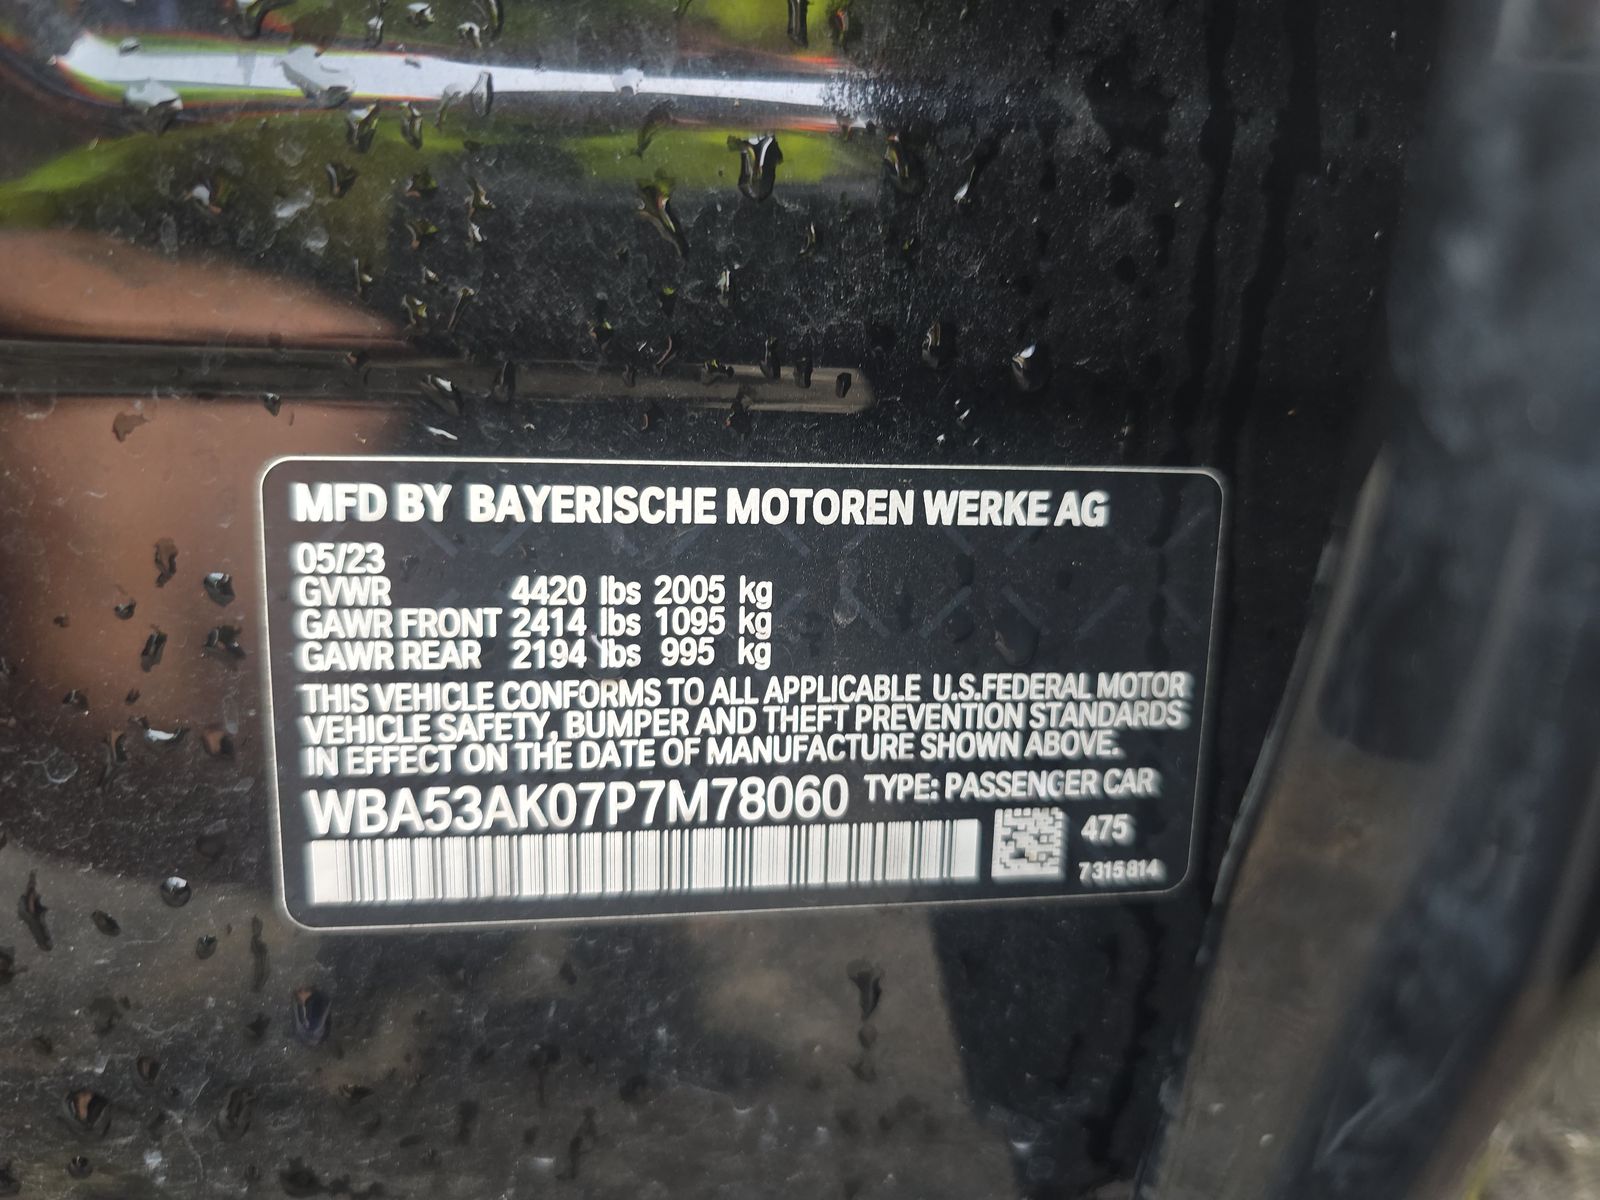 MFD BY BAYERISCHE MOTOREN WERKE AG
05/23
GVWR 4420 lbs 2005 kg
GAWR FRONT 2414 lbs 1095 kg
GAWR REAR 2194 lbs 995 kg
THIS VEHICLE CONFORMS TO ALL APPLICABLE U.S.FEDERAL MOTOR
VEHICLE SAFETY, BUMPER AND THEFT PREVENTION STANDARDS
IN EFFECT ON THE DATE OF MANUFACTURE SHOWN ABOVE.
WBA53AK07P7M78060 TYPE: PASSENGER CAR
475
7315814